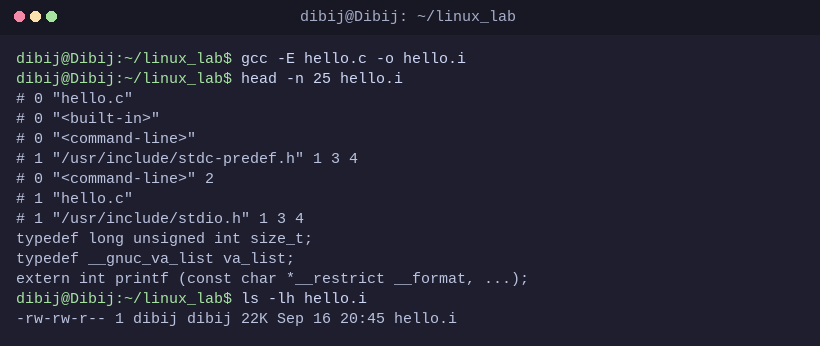 dibij@Dibij: ~/linux_lab
dibij@Dibij:~/linux_lab$ gcc -E hello.c -o hello.i
dibij@Dibij:~/linux_lab$ head -n 25 hello.i
# 0 "hello.c"
# 0 "<built-in>"
# 0 "<command-line>"
# 1 "/usr/include/stdc-predef.h" 1 3 4
# 0 "<command-line>" 2
# 1 "hello.c"
# 1 "/usr/include/stdio.h" 1 3 4
typedef long unsigned int size_t;
typedef __gnuc_va_list va_list;
extern int printf (const char *__restrict __format, ...);
dibij@Dibij:~/linux_lab$ ls -lh hello.i
-rw-rw-r-- 1 dibij dibij 22K Sep 16 20:45 hello.i